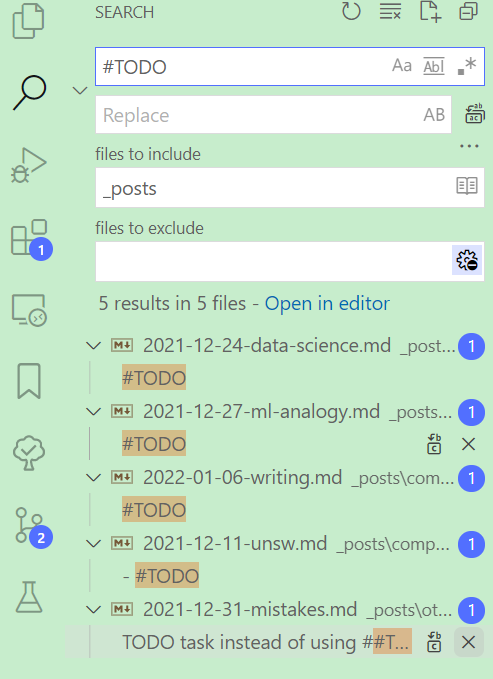 SEARCH
#TODO Aa Abl .*
Replace AB
files to include
_posts
files to exclude
5 results in 5 files - Open in editor
2021-12-24-data-science.md _post... 1
#TODO
2021-12-27-ml-analogy.md _posts... 1
#TODO
2022-01-06-writing.md _posts\com... 1
#TODO
2021-12-11-unsw.md _posts\comp... 1
- #TODO
2021-12-31-mistakes.md _posts\ot... 1
TODO task instead of using ##T...
1
2